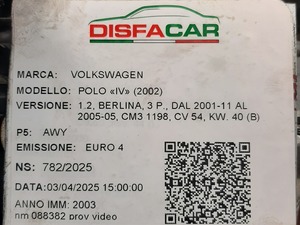 DISFACAR
MARCA: VOLKSWAGEN
MODELLO: POLO «IV» (2002)
VERSIONE: 1.2, BERLINA, 3 P., DAL 2001-11 AL
2005-05, CM3 1198, CV 54, KW. 40 (B)
P5: AWY
EMISSIONE: EURO 4
NS: 782/2025
DATA:03/04/2025 15:00:00
ANNO IMM: 2003
nm 088382 prov video